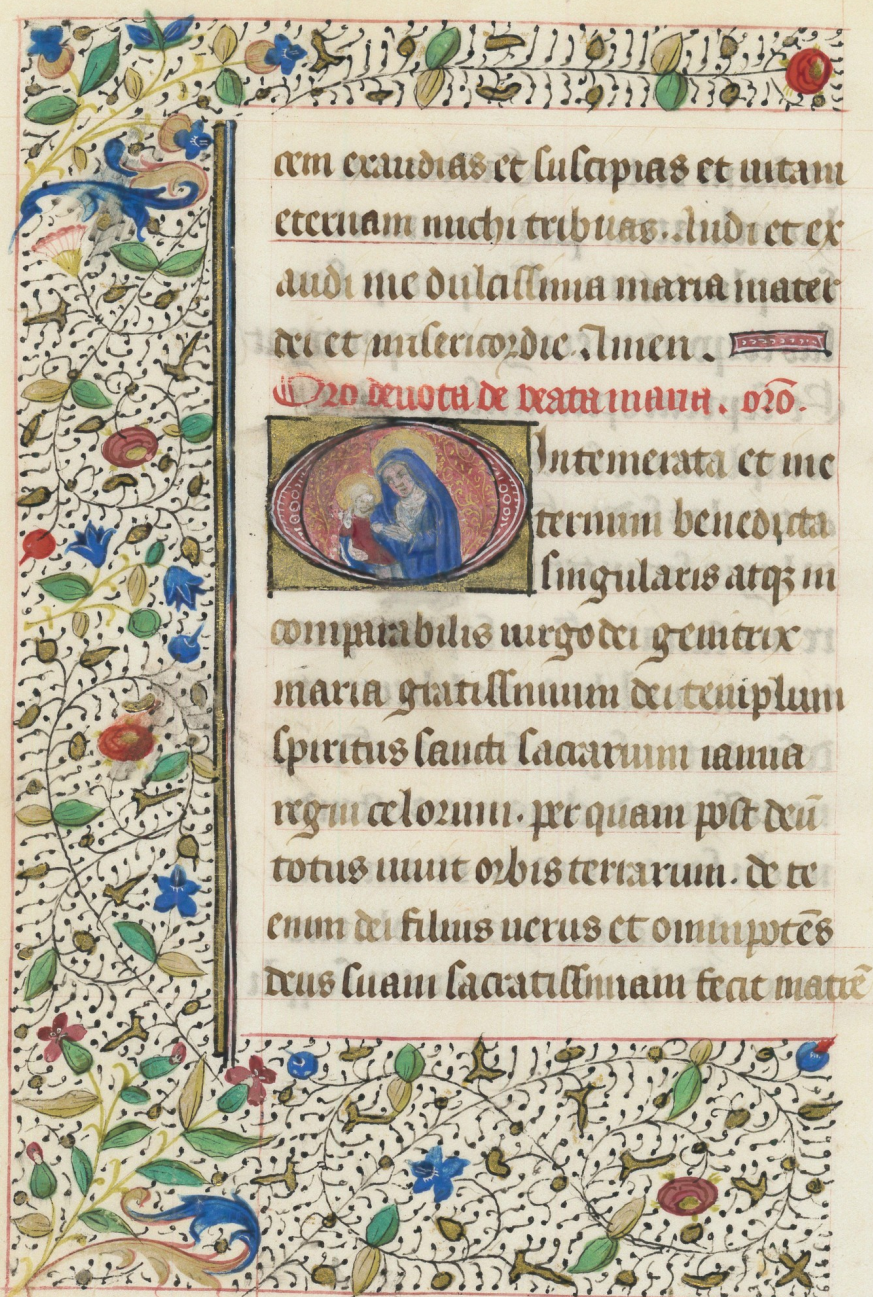 cem exaudias et suscipias et uitam
eternam michi tribuas. Audi et ex
audi me dulcissima maria mater
dei et misericordie. Amen.
Oro deuota de beata maria. orō.
Intemerata et in e
ternum benedicta
singularis atqꝫ in
comparabilis uirgo dei genitrix
maria gratissimum dei templum
spiritus sancti sacrarium ianua
regni celorum. per quam post deū
totus uiuit orbis terrarum. de te
enim dei filius uerus et omnipotēs
deus suam sacratissimam fecit matrē